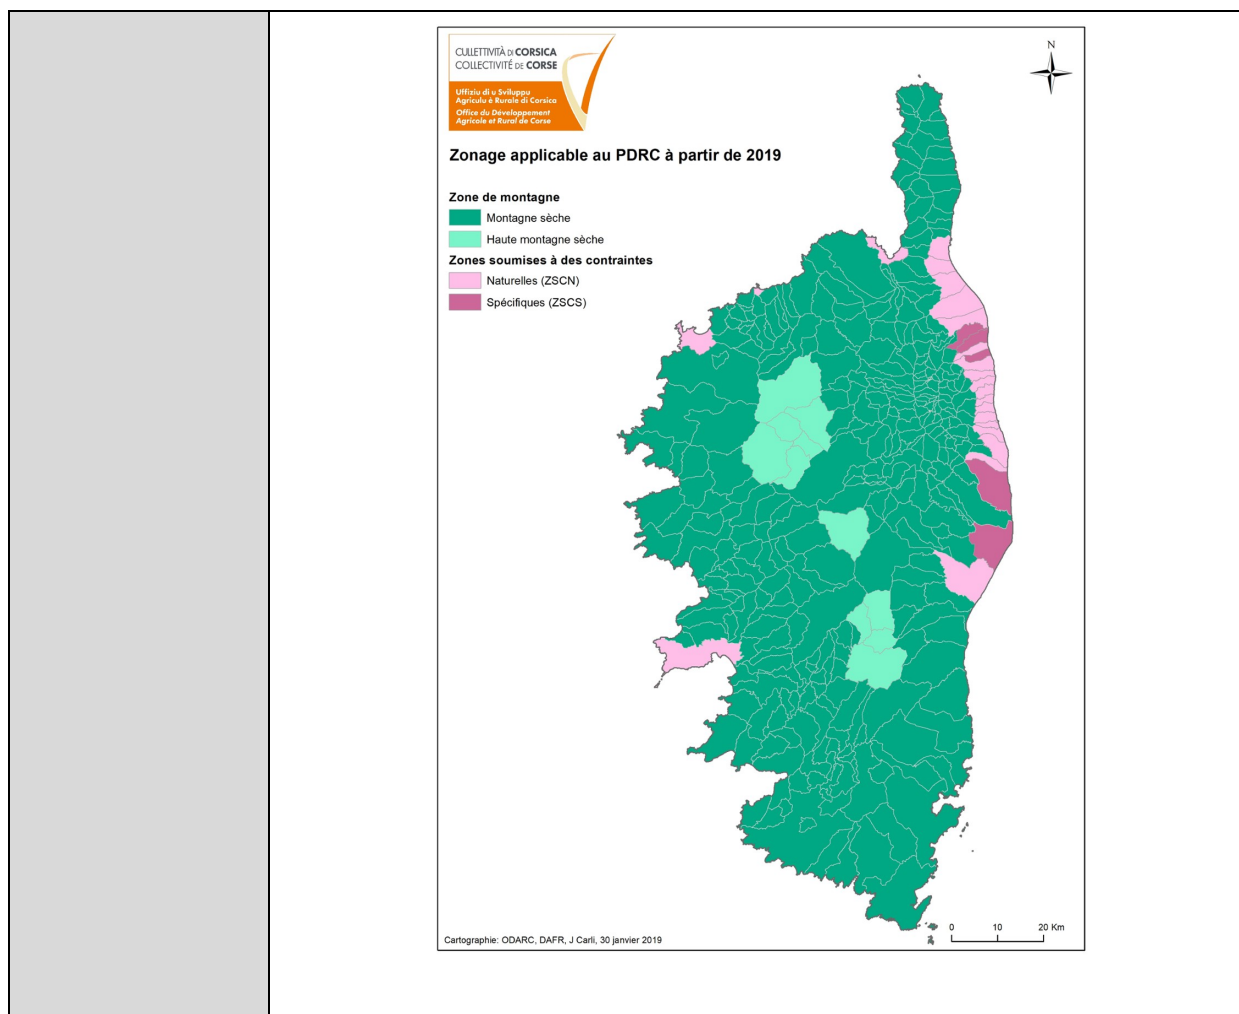 CULLETTIVITÀ DI CORSICA
COLLECTIVITÉ DE CORSE
Uffiziu di u Sviluppu
Agriculu è Rurale di Corsica
Office du Développement
Agricole et Rural de Corse
N
Zonage applicable au PDRC à partir de 2019
Zone de montagne
Montagne sèche
Haute montagne sèche
Zones soumises à des contraintes
Naturelles (ZSCN)
Spécifiques (ZSCS)
0 10 20 Km
Cartographie: ODARC, DAFR, J Carli, 30 janvier 2019